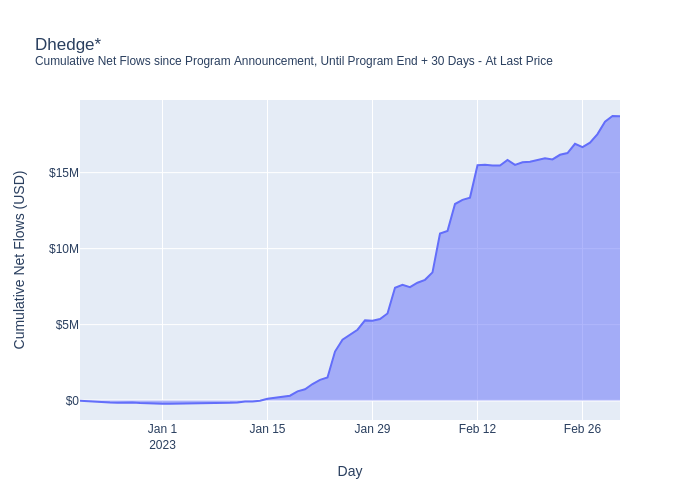 Dhedge*
Cumulative Net Flows since Program Announcement, Until Program End + 30 Days - At Last Price
Cumulative Net Flows (USD)
$15M
$10M
$5M
$0
Jan 1
2023
Jan 15
Jan 29
Feb 12
Feb 26
Day